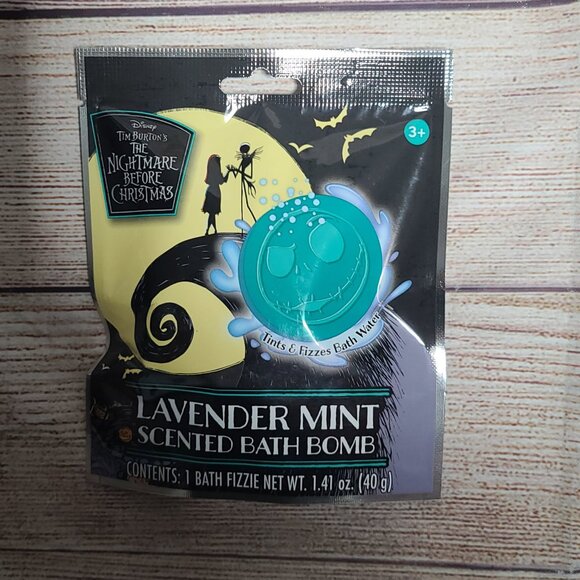 Disney
TIM BURTON'S
THE
NIGHTMARE
BEFORE
CHRISTMAS
3+
Tints & Fizzes Bath Water
LAVENDER MINT
SCENTED BATH BOMB
CONTENTS: 1 BATH FIZZIE NET WT. 1.41 oz. (40 g)